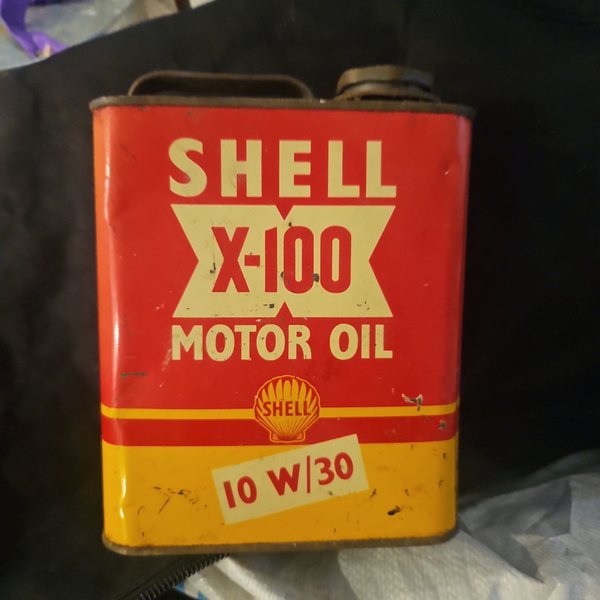 SHELL
X-100
MOTOR OIL
SHELL
10 W/30